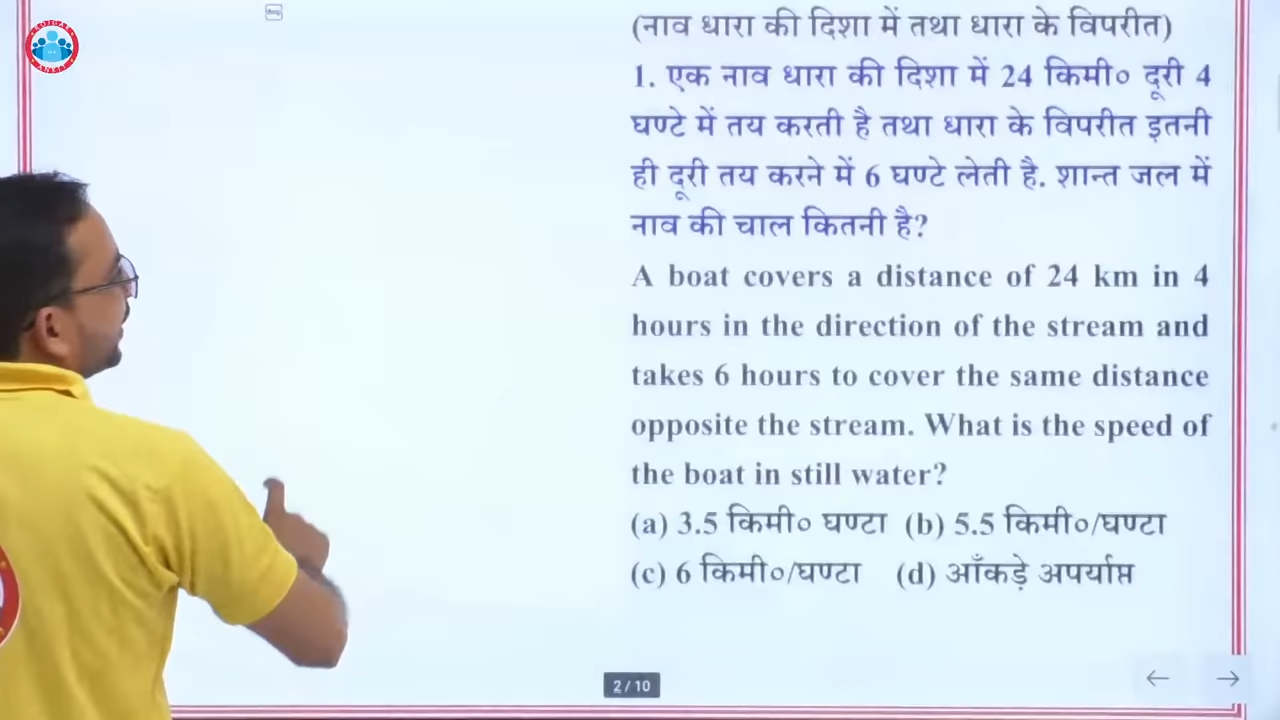 ROJGAR
ANKIT
(नाव धारा की दिशा में तथा धारा के विपरीत)
1. एक नाव धारा की दिशा में 24 किमी० दूरी 4
घण्टे में तय करती है तथा धारा के विपरीत इतनी
ही दूरी तय करने में 6 घण्टे लेती है. शान्त जल में
नाव की चाल कितनी है?
A boat covers a distance of 24 km in 4
hours in the direction of the stream and
takes 6 hours to cover the same distance
opposite the stream. What is the speed of
the boat in still water?
(a) 3.5 किमी० घण्टा (b) 5.5 किमी०/घण्टा
(c) 6 किमी०/घण्टा (d) आँकड़े अपर्याप्त
2 / 10